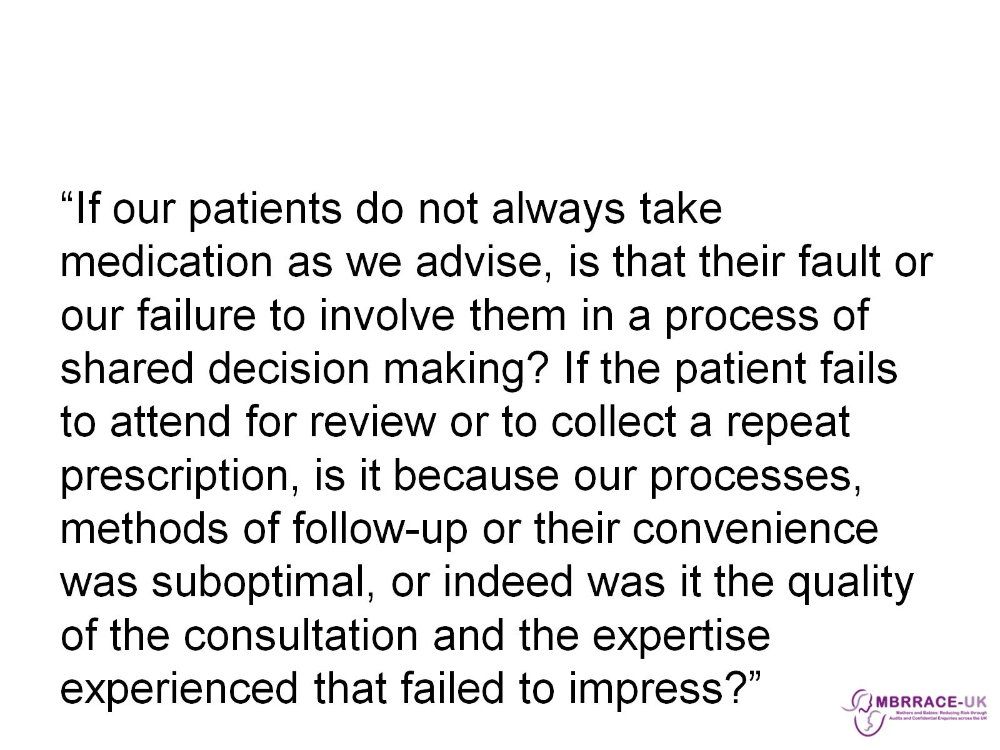 “If our patients do not always take
medication as we advise, is that their fault or
our failure to involve them in a process of
shared decision making? If the patient fails
to attend for review or to collect a repeat
prescription, is it because our processes,
methods of follow-up or their convenience
was suboptimal, or indeed was it the quality
of the consultation and the expertise
experienced that failed to impress?”
MBRRACE-UK
Mothers and Babies: Reducing Risk through
Audits and Confidential Enquiries across the UK